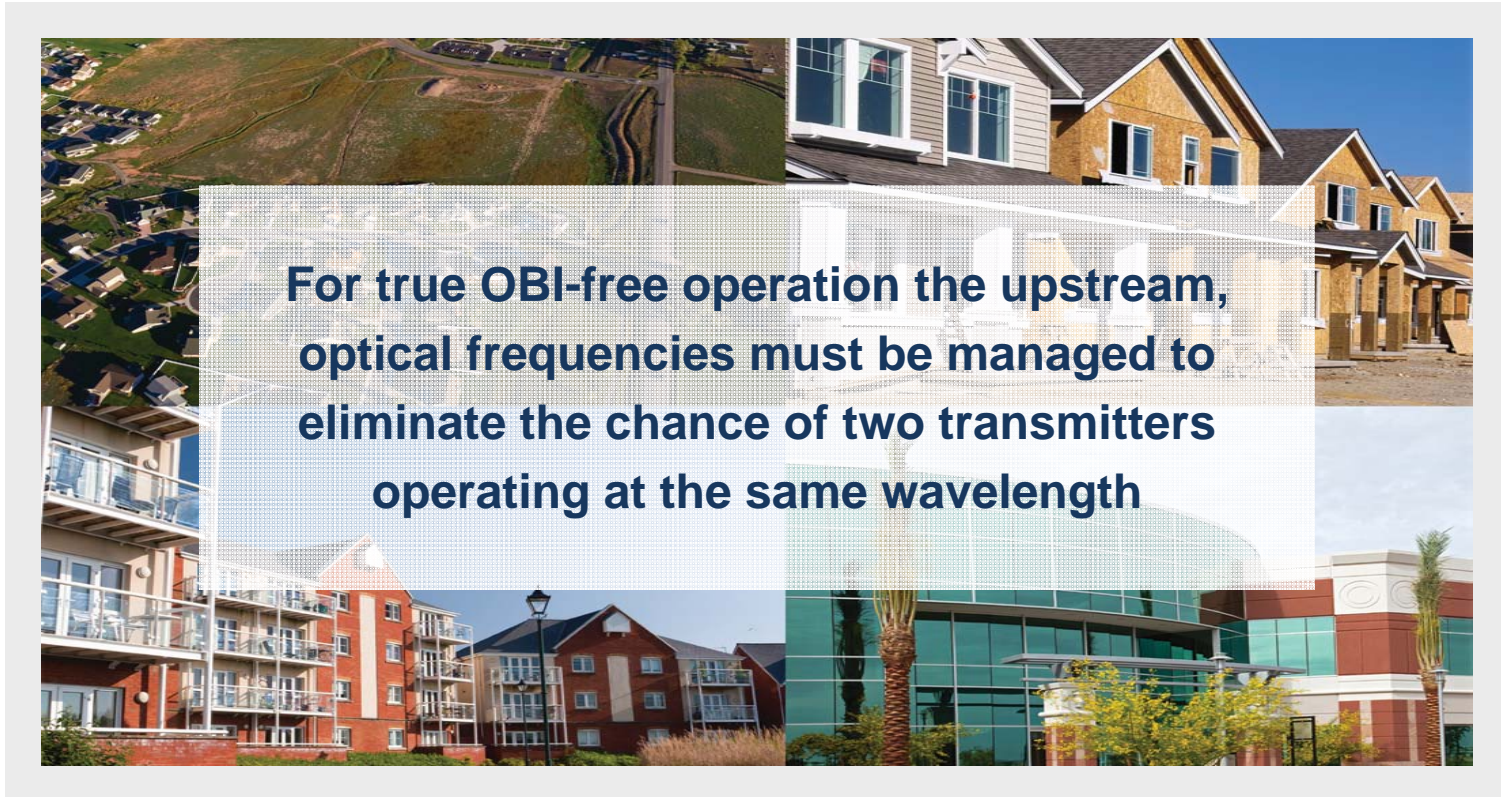 For true OBI-free operation the upstream,
optical frequencies must be managed to
eliminate the chance of two transmitters
operating at the same wavelength